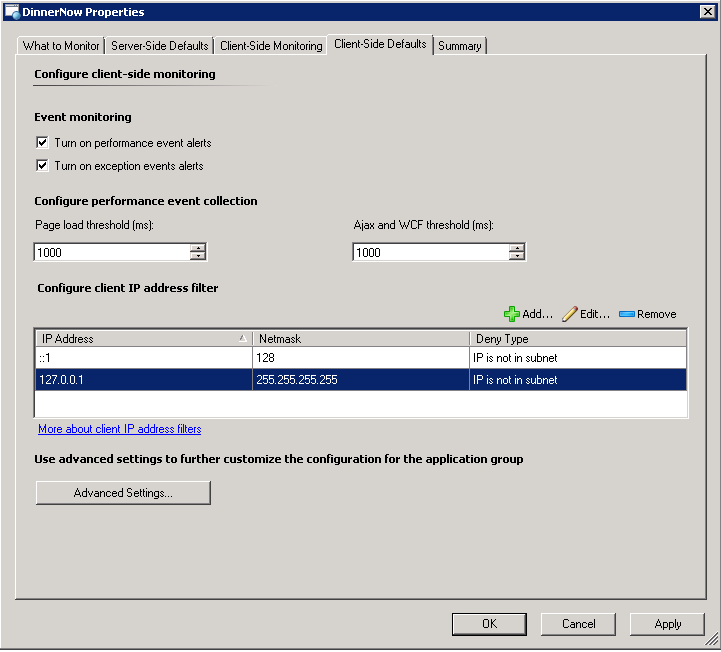 DinnerNow Properties
What to Monitor Server-Side Defaults Client-Side Monitoring Client-Side Defaults Summary
Configure client-side monitoring
Event monitoring
Turn on performance event alerts
Turn on exception events alerts
Configure performance event collection
Page load threshold (ms): Ajax and WCF threshold (ms):
1000 1000
Configure client IP address filter
Add... Edit... Remove
IP Address Netmask Deny Type
::1 128 IP is not in subnet
127.0.0.1 255.255.255.255 IP is not in subnet
More about client IP address filters
Use advanced settings to further customize the configuration for the application group
Advanced Settings...
OK Cancel Apply